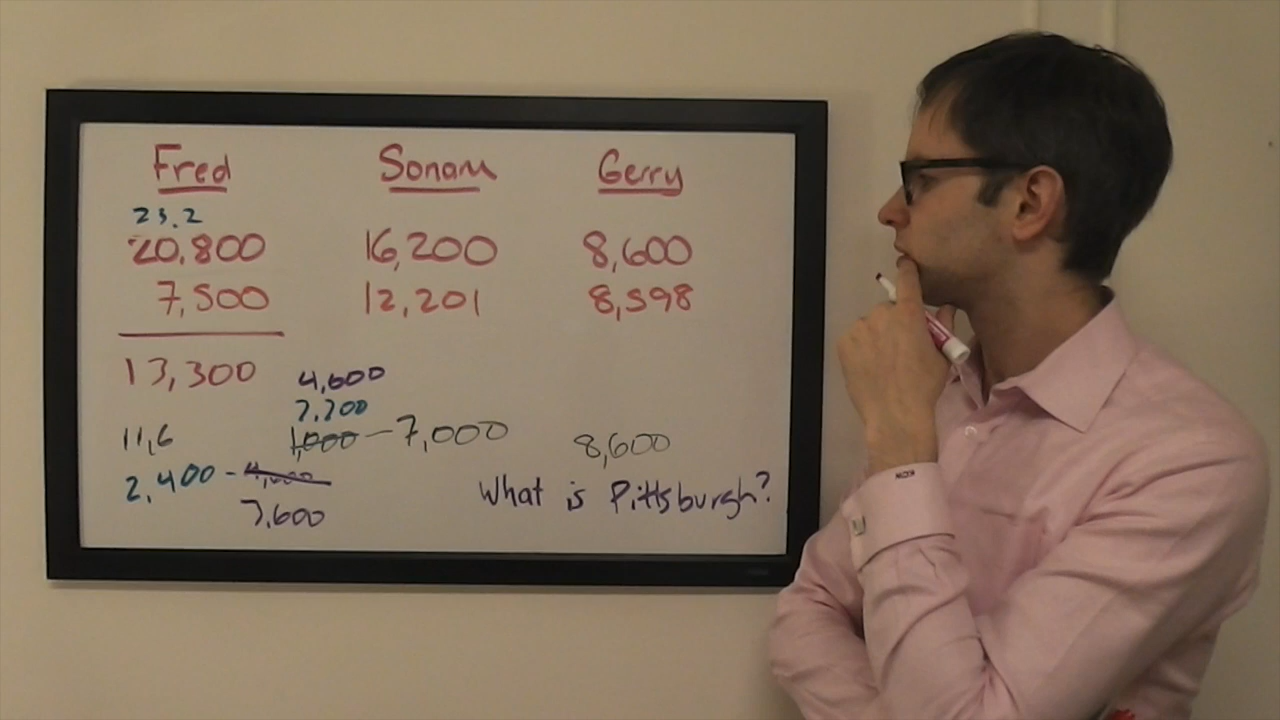 Fred Sonam Gerry
23.2
20,800 16,200 8,600
7,500 12,201 8,598
13,300
4,600
7,700
11,6 1,000 - 7,000 8,600
2,400 - 4,600 What is Pittsburgh?
7,600